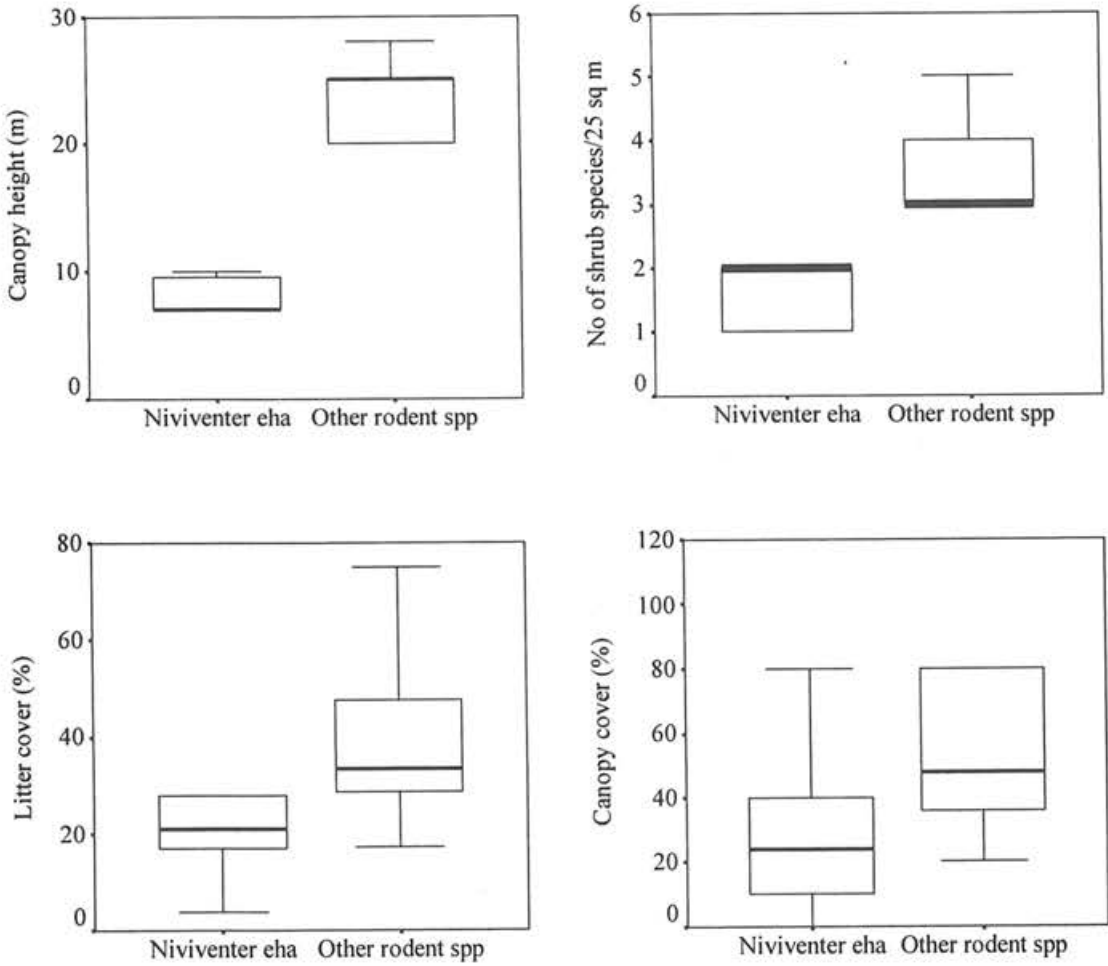 Canopy height (m)
30
20
10
0
Niviventer eha Other rodent spp
No of shrub species/25 sq m
6
5
4
3
2
1
0
Niviventer eha Other rodent spp
Litter cover (%)
80
60
40
20
0
Niviventer eha Other rodent spp
Canopy cover (%)
120
100
80
60
40
20
0
Niviventer eha Other rodent spp